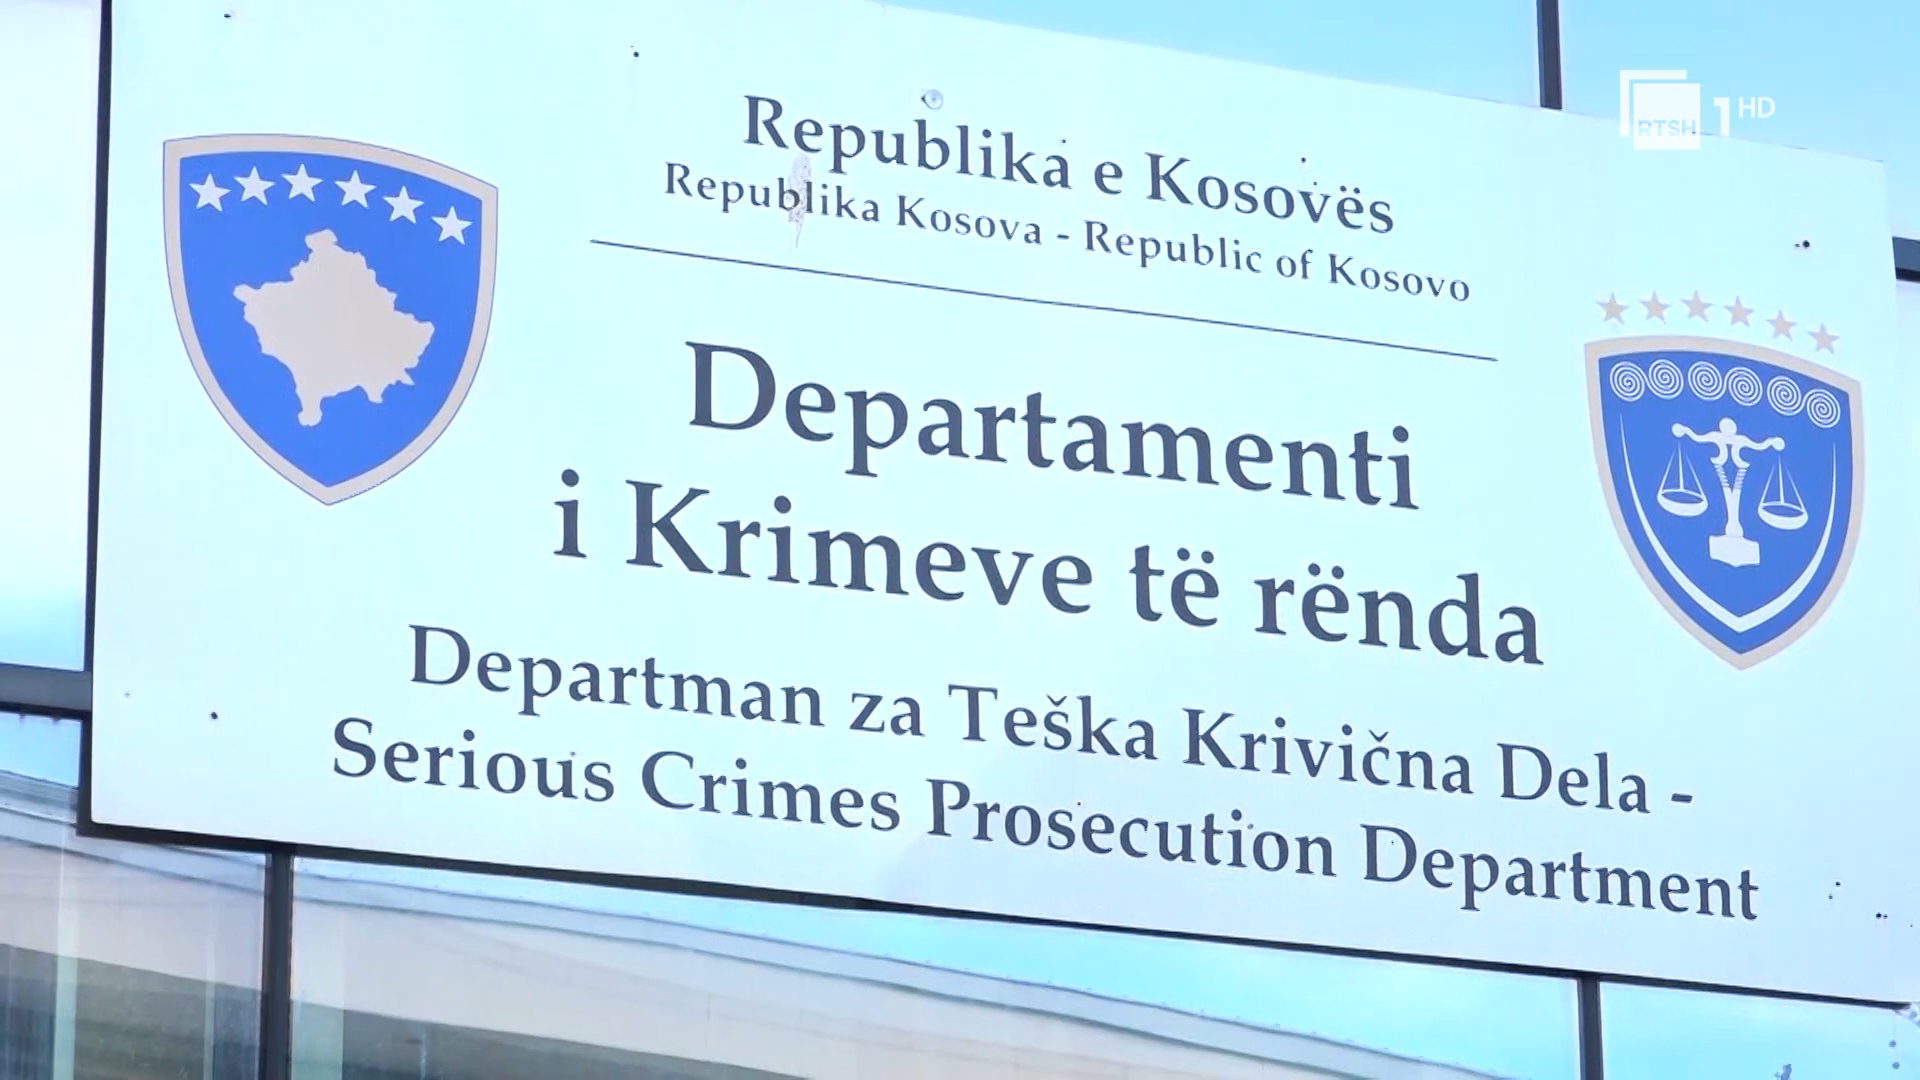 RTSH 1 HD
Republika e Kosovës
Republika Kosova - Republic of Kosovo
Departamenti
i Krimeve të rënda
Departman za Teška Krivična Dela -
Serious Crimes Prosecution Department